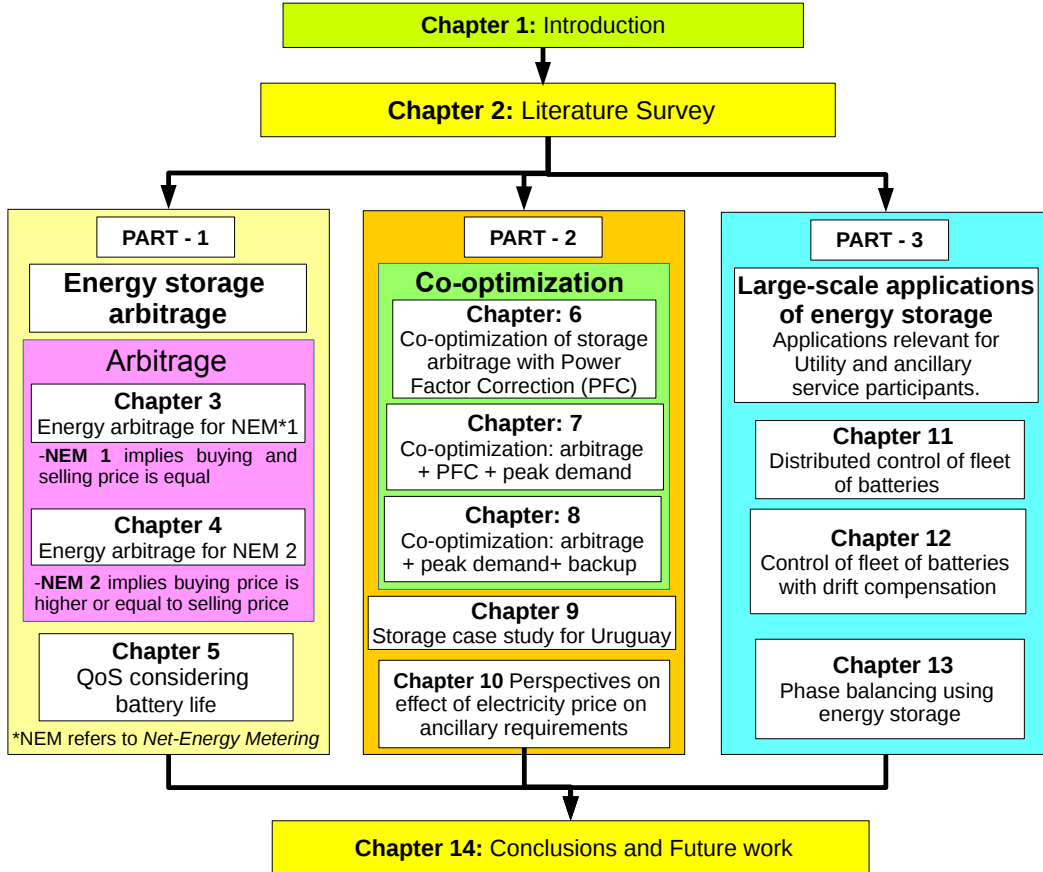 Chapter 1: Introduction
Chapter 2: Literature Survey
PART - 1
Energy storage
arbitrage
Arbitrage
Chapter 3
Energy arbitrage for NEM*1
-NEM 1 implies buying and
selling price is equal
Chapter 4
Energy arbitrage for NEM 2
-NEM 2 implies buying price is
higher or equal to selling price
Chapter 5
QoS considering
battery life
*NEM refers to Net-Energy Metering
PART - 2
Co-optimization
Chapter: 6
Co-optimization of storage
arbitrage with Power
Factor Correction (PFC)
Chapter: 7
Co-optimization: arbitrage
+ PFC + peak demand
Chapter: 8
Co-optimization: arbitrage
+ peak demand+ backup
Chapter 9
Storage case study for Uruguay
Chapter 10 Perspectives on
effect of electricity price on
ancillary requirements
PART - 3
Large-scale applications
of energy storage
Applications relevant for
Utility and ancillary
service participants.
Chapter 11
Distributed control of fleet
of batteries
Chapter 12
Control of fleet of batteries
with drift compensation
Chapter 13
Phase balancing using
energy storage
Chapter 14: Conclusions and Future work